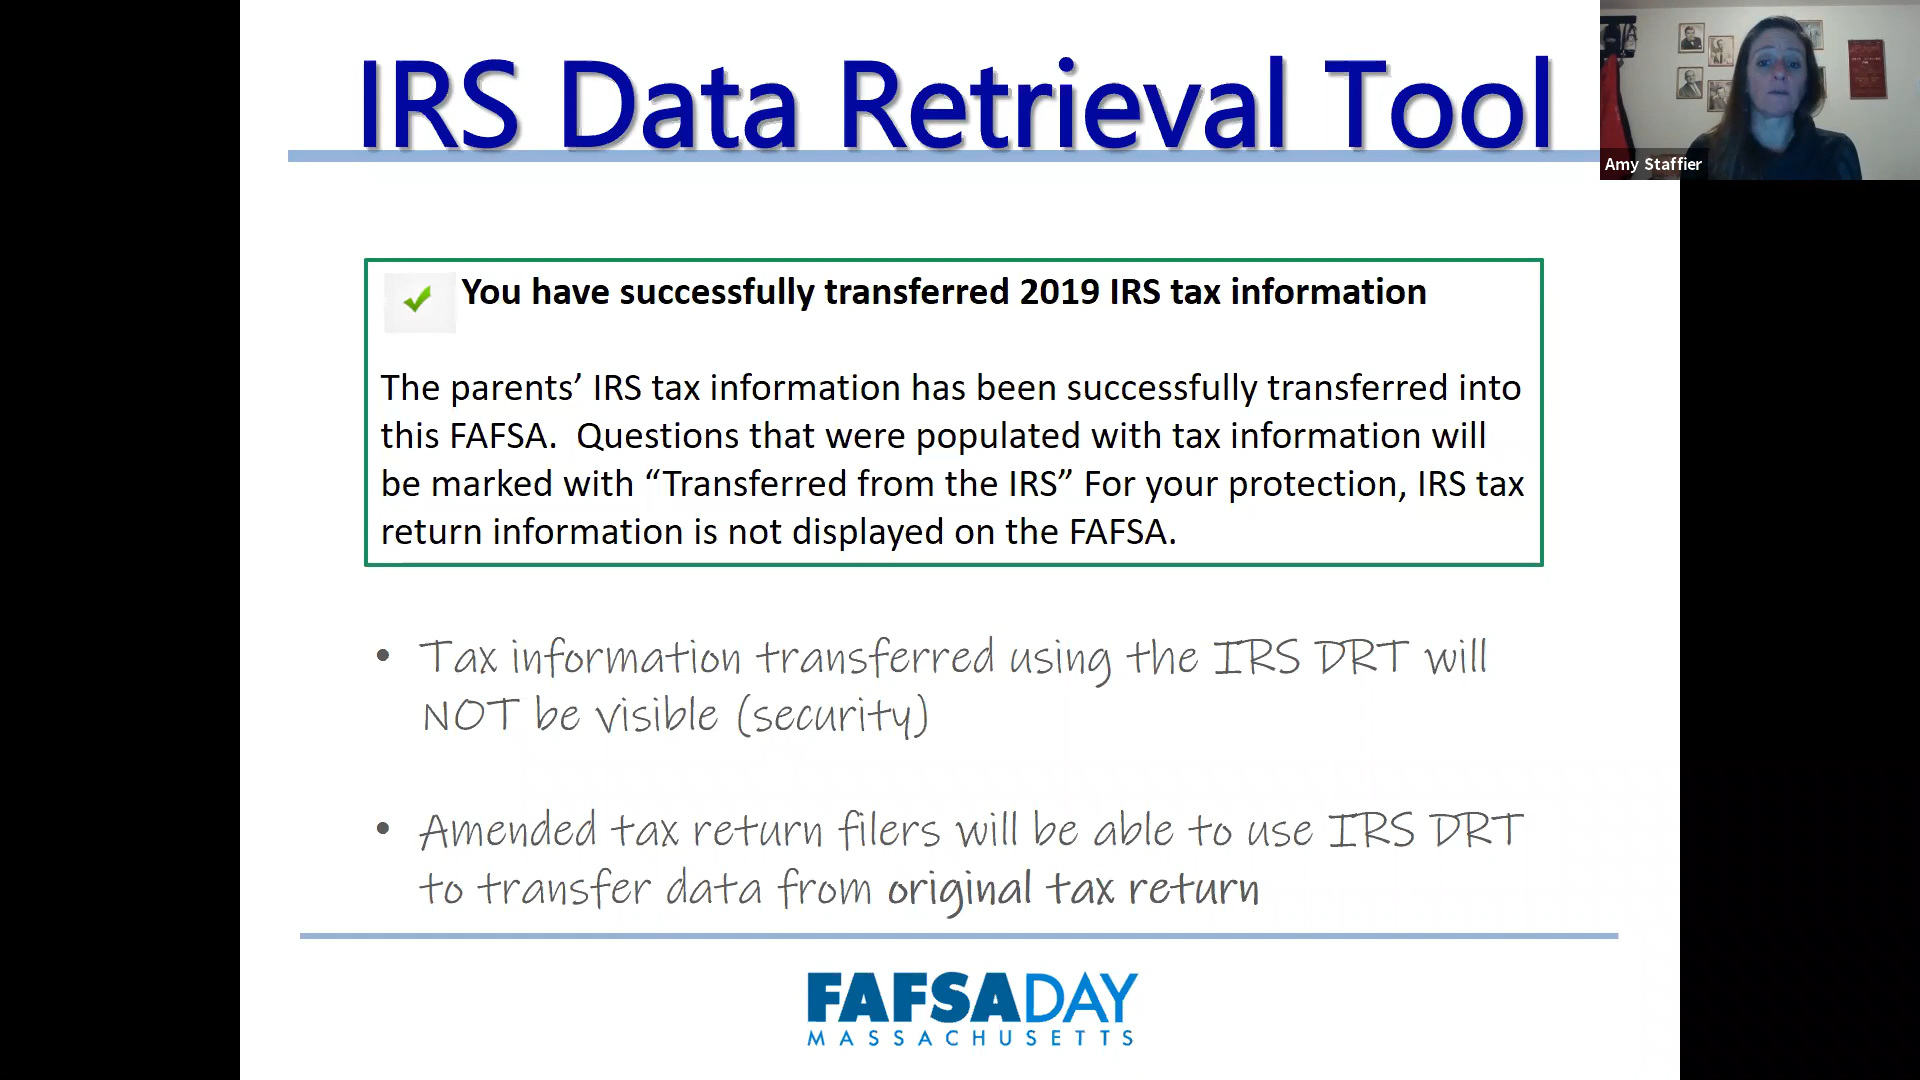 IRS Data Retrieval Tool
Amy Staffier
You have successfully transferred 2019 IRS tax information
The parents’ IRS tax information has been successfully transferred into
this FAFSA.  Questions that were populated with tax information will
be marked with “Transferred from the IRS” For your protection, IRS tax
return information is not displayed on the FAFSA.
• Tax information transferred using the IRS DRT will
NOT be visible (security)
• Amended tax return filers will be able to use IRS DRT
to transfer data from original tax return
FAFSADAY
MASSACHUSETTS